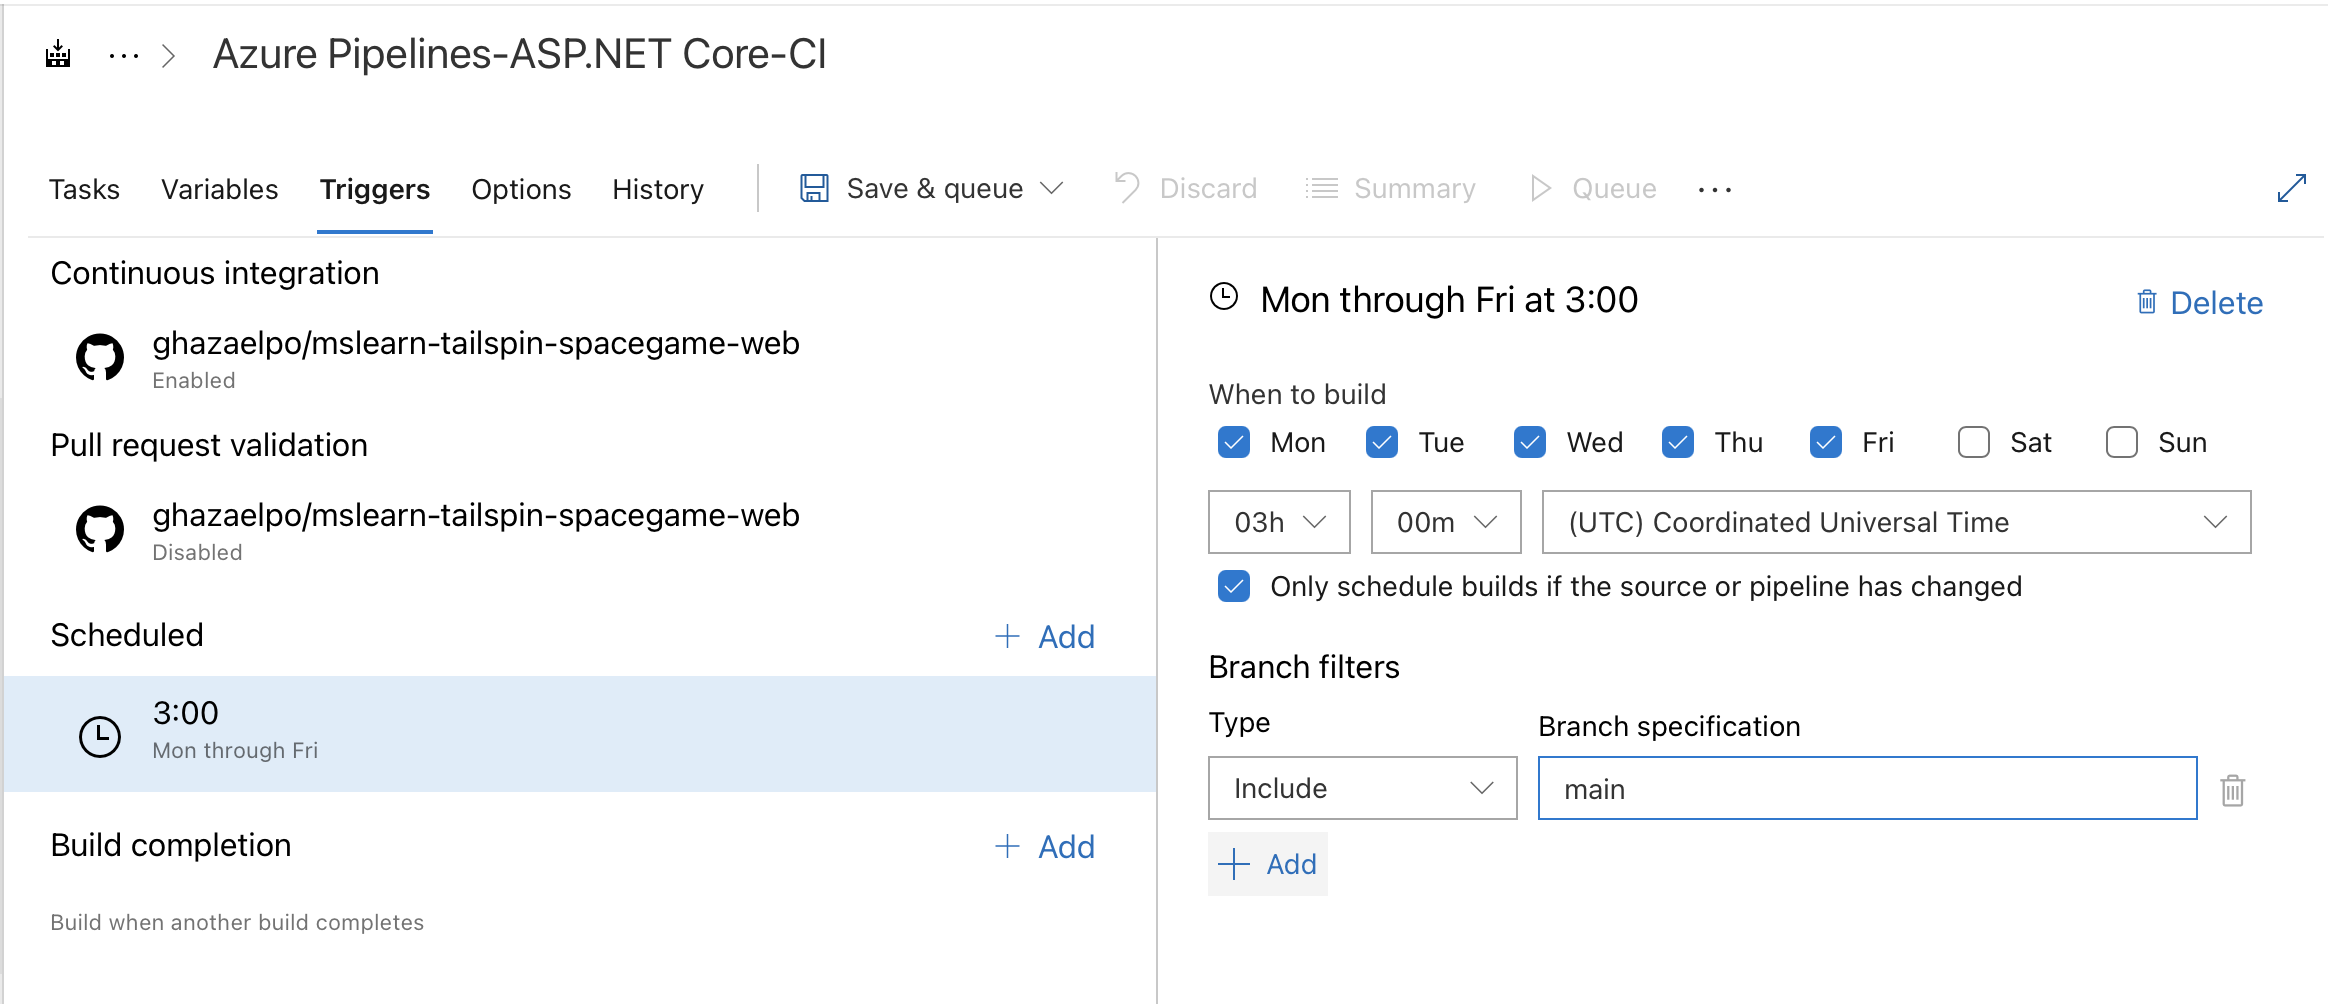 Azure Pipelines-ASP.NET Core-CI
Tasks Variables Triggers Options History Save & queue Discard Summary Queue
Continuous integration
ghazaelpo/mslearn-tailspin-spacegame-web
Enabled
Pull request validation
ghazaelpo/mslearn-tailspin-spacegame-web
Disabled
Scheduled + Add
3:00
Mon through Fri
Build completion + Add
Build when another build completes
Mon through Fri at 3:00 Delete
When to build
Mon Tue Wed Thu Fri Sat Sun
03h 00m (UTC) Coordinated Universal Time
Only schedule builds if the source or pipeline has changed
Branch filters
Type Branch specification
Include main
+ Add